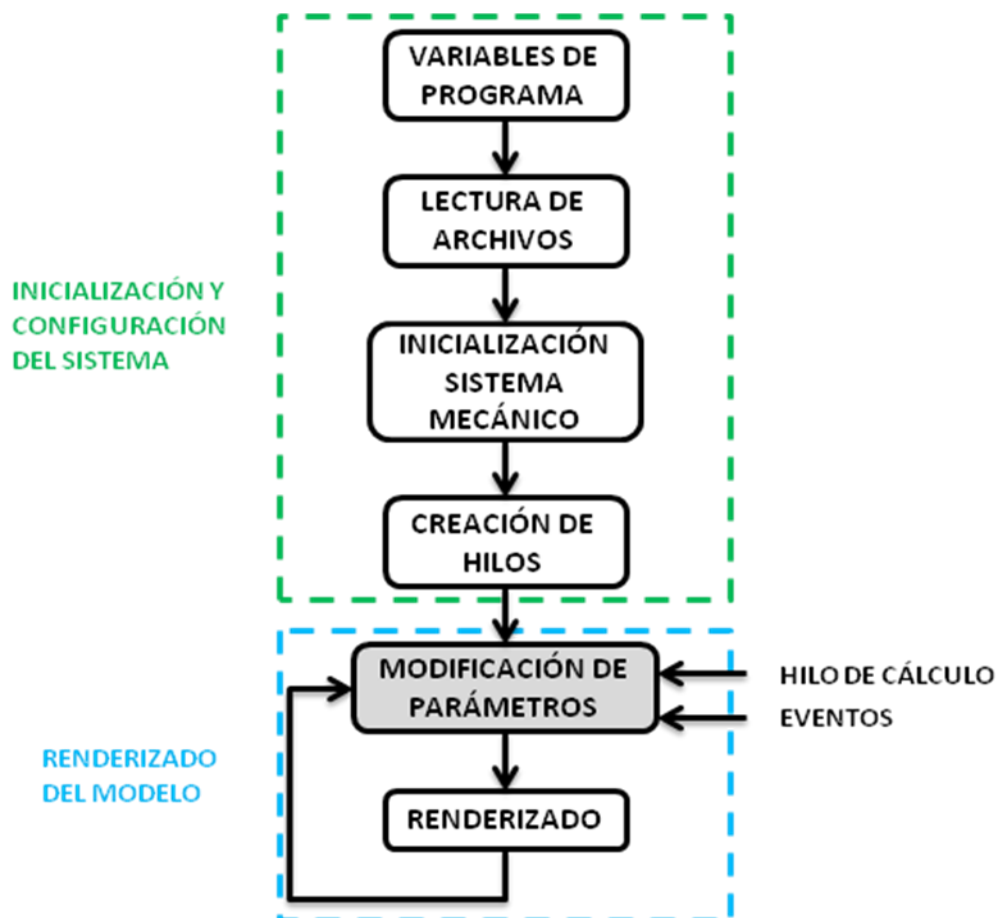 VARIABLES DE
PROGRAMA
LECTURA DE
ARCHIVOS
INICIALIZACIÓN Y
CONFIGURACIÓN
DEL SISTEMA
INICIALIZACIÓN
SISTEMA
MECÁNICO
CREACIÓN DE
HILOS
MODIFICACIÓN DE
PARÁMETROS
HILO DE CÁLCULO
EVENTOS
RENDERIZADO
DEL MODELO
RENDERIZADO